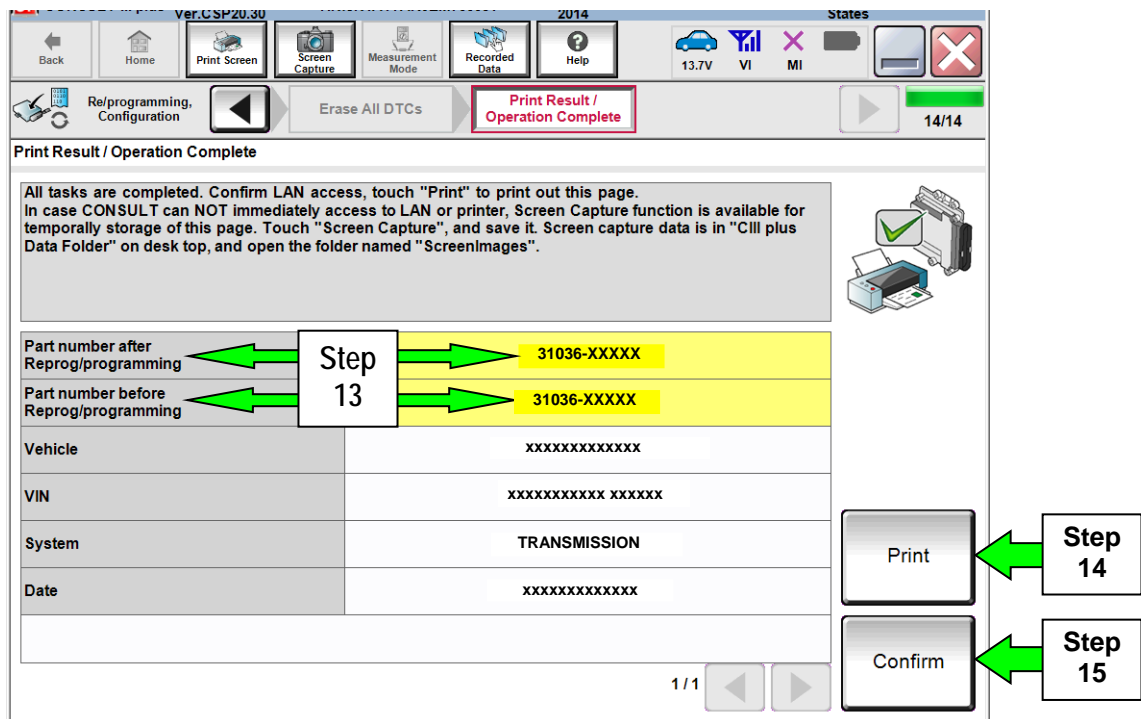 Ver.CSP20.30 2014 States
Back
Home
Print Screen
Screen Capture
Measurement Mode
Recorded Data
Help
13.7V VI MI
Re/programming, Configuration
Erase All DTCs
Print Result / Operation Complete
14/14
Print Result / Operation Complete
All tasks are completed. Confirm LAN access, touch "Print" to print out this page.
In case CONSULT can NOT immediately access to LAN or printer, Screen Capture function is available for
temporally storage of this page. Touch "Screen Capture", and save it. Screen capture data is in "CIII plus
Data Folder" on desk top, and open the folder named "ScreenImages".
Part number after
Reprog/programming
31036-XXXXX
Part number before
Reprog/programming
31036-XXXXX
Step
13
Vehicle
xxxxxxxxxxxxx
VIN
xxxxxxxxxxx xxxxxx
System
TRANSMISSION
Date
xxxxxxxxxxxxx
Print
Step
14
Confirm
Step
15
1/1